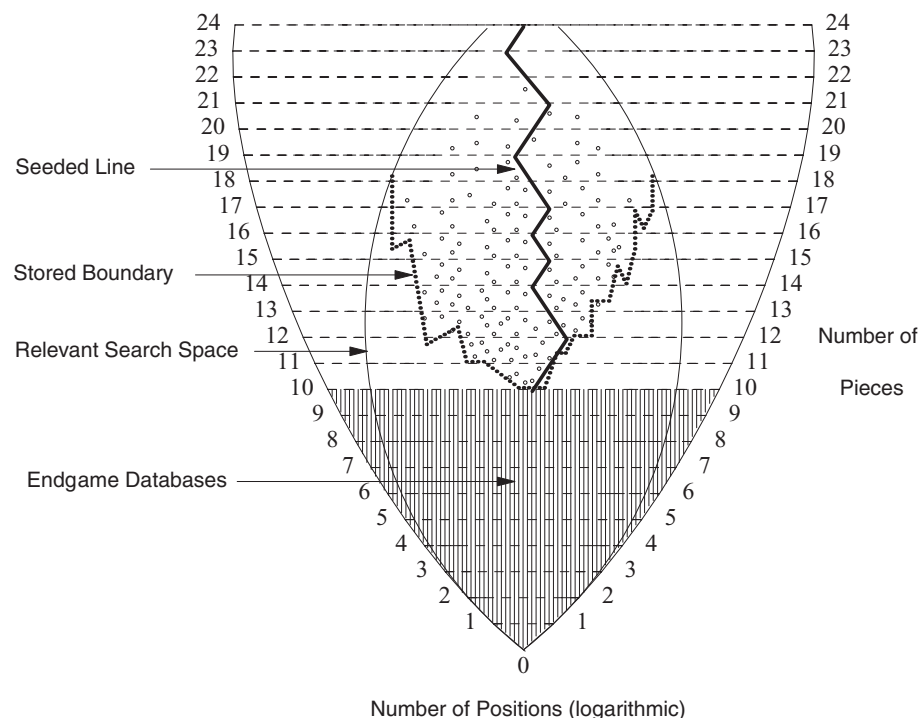 24 24
23 23
22 22
21 21
20 20
Seeded Line 19 19
18 18
17 17
16 16
Stored Boundary 15 15
14 14
13 13
12 12 Number of
Relevant Search Space 11 11
10 10 Pieces
9 9
8 8
7 7
Endgame Databases 6 6
5 5
4 4
3 3
2 2
1 1
0
Number of Positions (logarithmic)